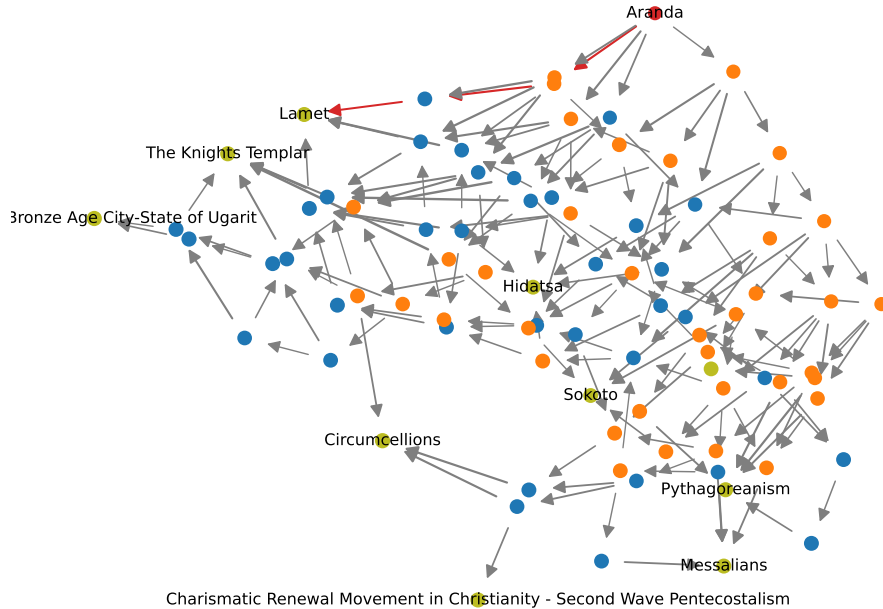 Aranda
Lamet
The Knights Templar
Bronze Age City-State of Ugarit
Hidatsa
Sokoto
Circumcellions
Pythagoreanism
Messalians
Charismatic Renewal Movement in Christianity - Second Wave Pentecostalism